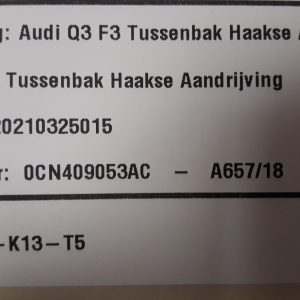 g: Audi Q3 F3 Tussenbak Haakse
Tussenbak Haakse Aandrijving
20210325015
r: 0CN409053AC – A657/18
-K13-T5